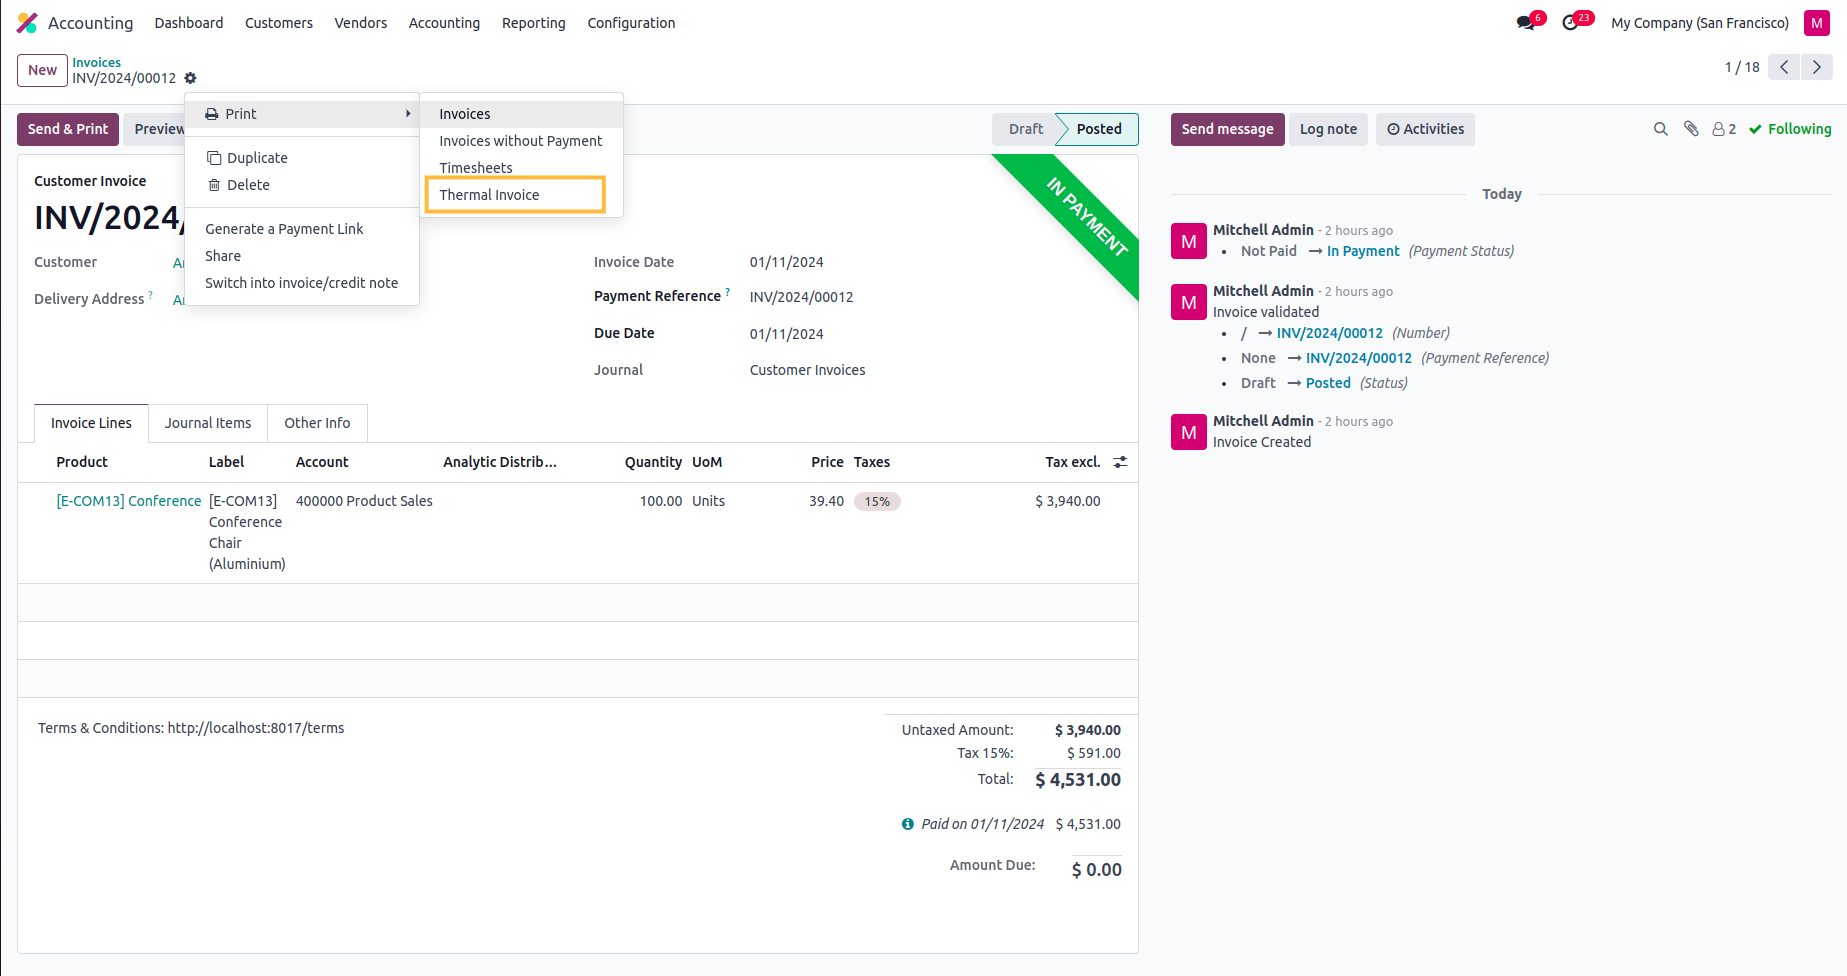 Accounting Dashboard Customers Vendors Accounting Reporting Configuration 6 23 My Company (San Francisco) M
New Invoices
INV/2024/00012
1 / 18
Print
Duplicate
Delete
Generate a Payment Link
Share
Switch into invoice/credit note
Invoices
Invoices without Payment
Timesheets
Thermal Invoice
Send & Print Preview
Draft Posted
IN PAYMENT
Customer Invoice
INV/2024/
Customer
Delivery Address ?
Invoice Date 01/11/2024
Payment Reference ? INV/2024/00012
Due Date 01/11/2024
Journal Customer Invoices
Invoice Lines Journal Items Other Info
Product Label Account Analytic Distrib... Quantity UoM Price Taxes Tax excl.
[E-COM13] Conference [E-COM13] 400000 Product Sales 100.00 Units 39.40 15% $ 3,940.00
Conference
Chair
(Aluminium)
Terms & Conditions: http://localhost:8017/terms
Untaxed Amount: $ 3,940.00
Tax 15%: $ 591.00
Total: $ 4,531.00
Paid on 01/11/2024 $ 4,531.00
Amount Due: $ 0.00
Send message Log note Activities 2 Following
Today
M Mitchell Admin - 2 hours ago
• Not Paid → In Payment (Payment Status)
M Mitchell Admin - 2 hours ago
Invoice validated
• / → INV/2024/00012 (Number)
• None → INV/2024/00012 (Payment Reference)
• Draft → Posted (Status)
M Mitchell Admin - 2 hours ago
Invoice Created